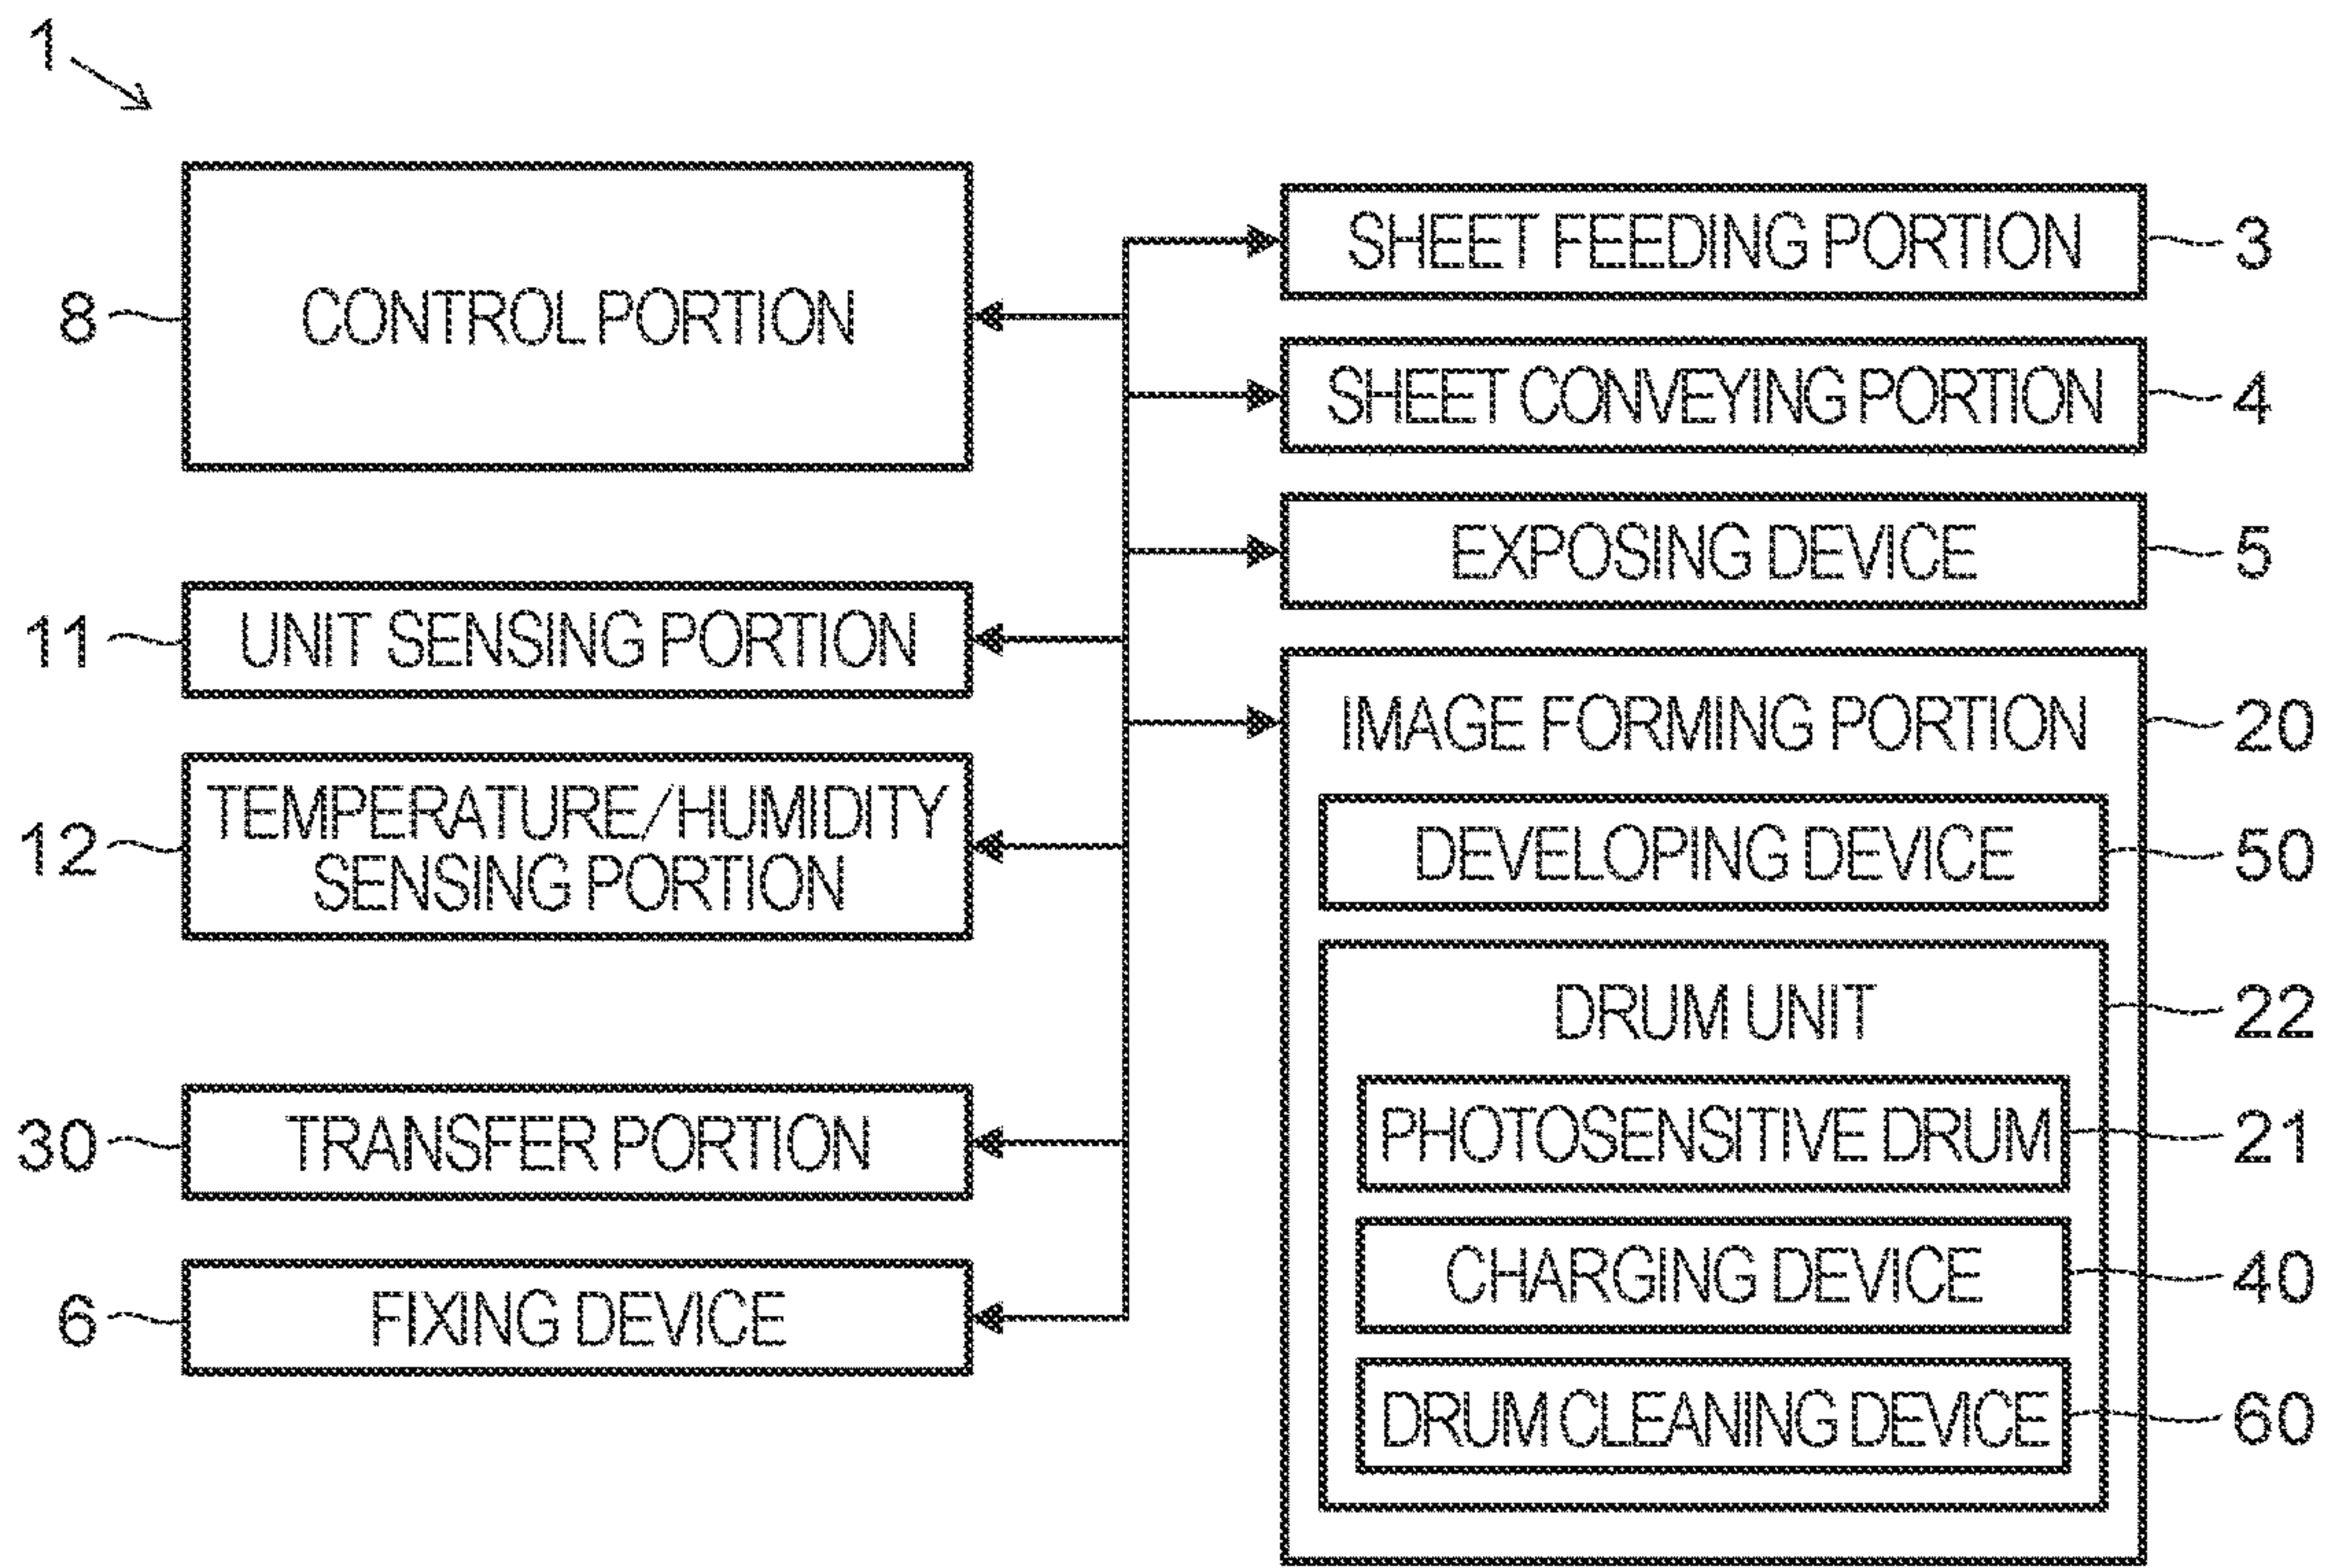 1
8 CONTROL PORTION
11 UNIT SENSING PORTION
12 TEMPERATURE/HUMIDITY
SENSING PORTION
30 TRANSFER PORTION
6 FIXING DEVICE
SHEET FEEDING PORTION 3
SHEET CONVEYING PORTION 4
EXPOSING DEVICE 5
IMAGE FORMING PORTION 20
DEVELOPING DEVICE 50
DRUM UNIT 22
PHOTOSENSITIVE DRUM 21
CHARGING DEVICE 40
DRUM CLEANING DEVICE 60